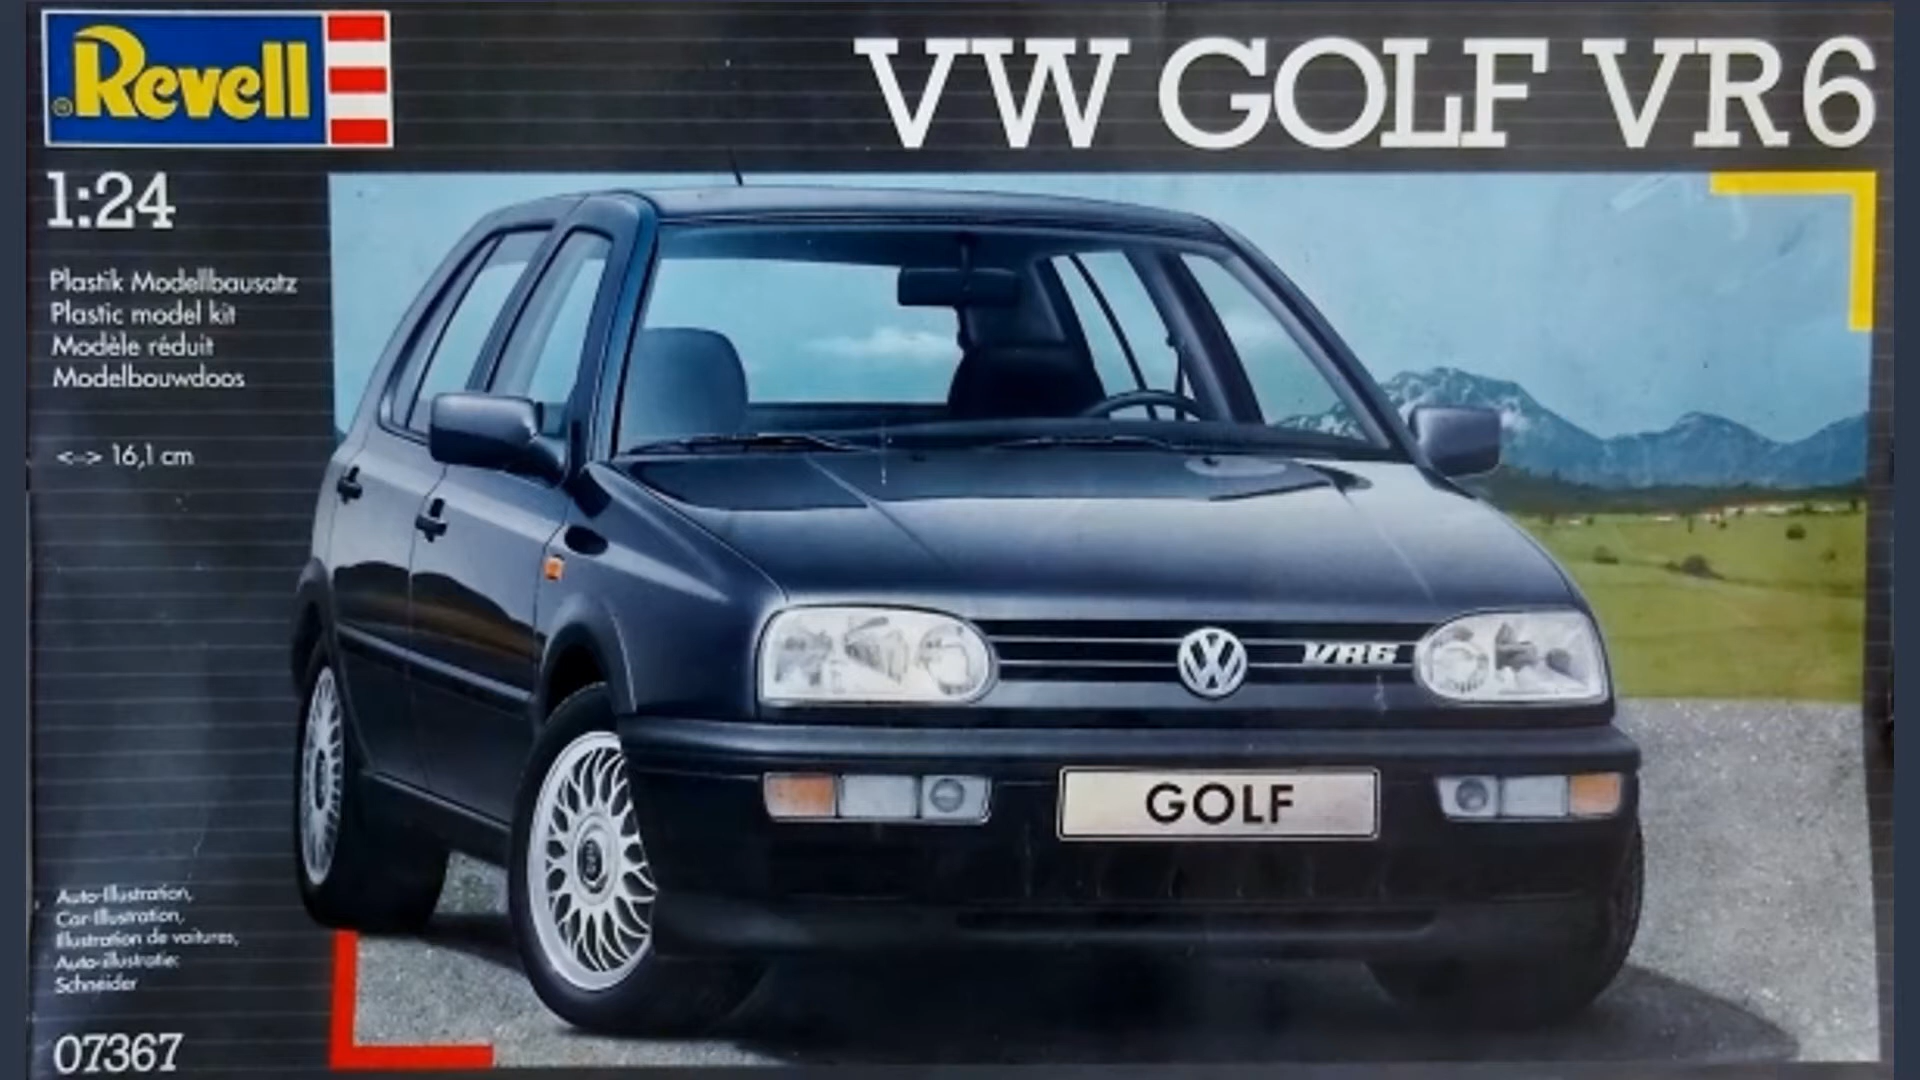 ®Revell
VW GOLF VR6
1:24
Plastik Modellbausatz
Plastic model kit
Modèle réduit
Modelbouwdoos
<--> 16,1 cm
VR6
GOLF
Auto-Illustration,
Car-Illustration,
Illustration de voitures,
Auto-illustratie:
Schneider
07367